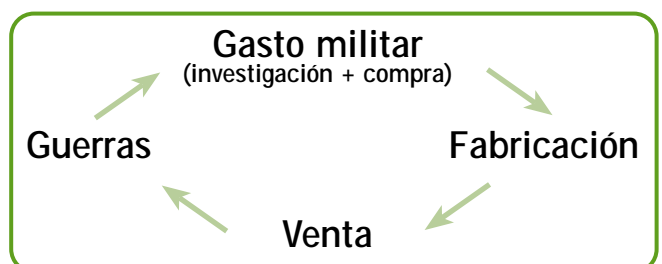 Gasto militar
(investigación + compra)
Guerras
Fabricación
Venta